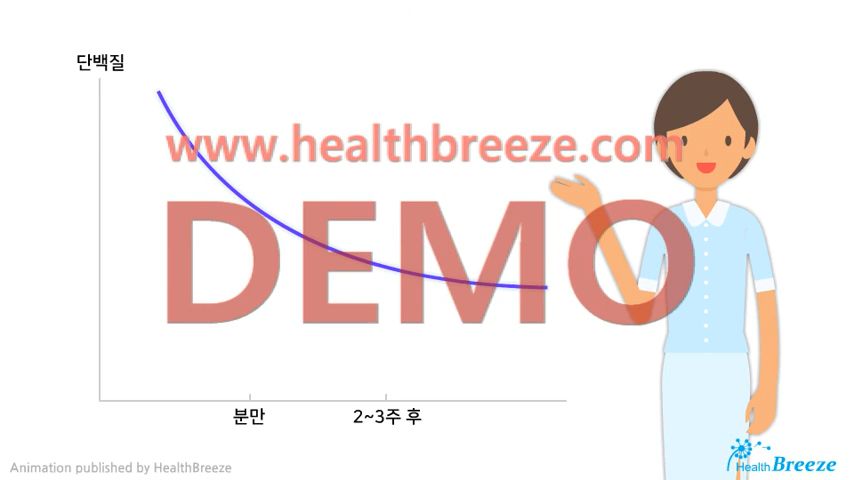 단백질
www.healthbreeze.com
DEMO
분만
2~3주 후
Animation published by HealthBreeze
Health Breeze